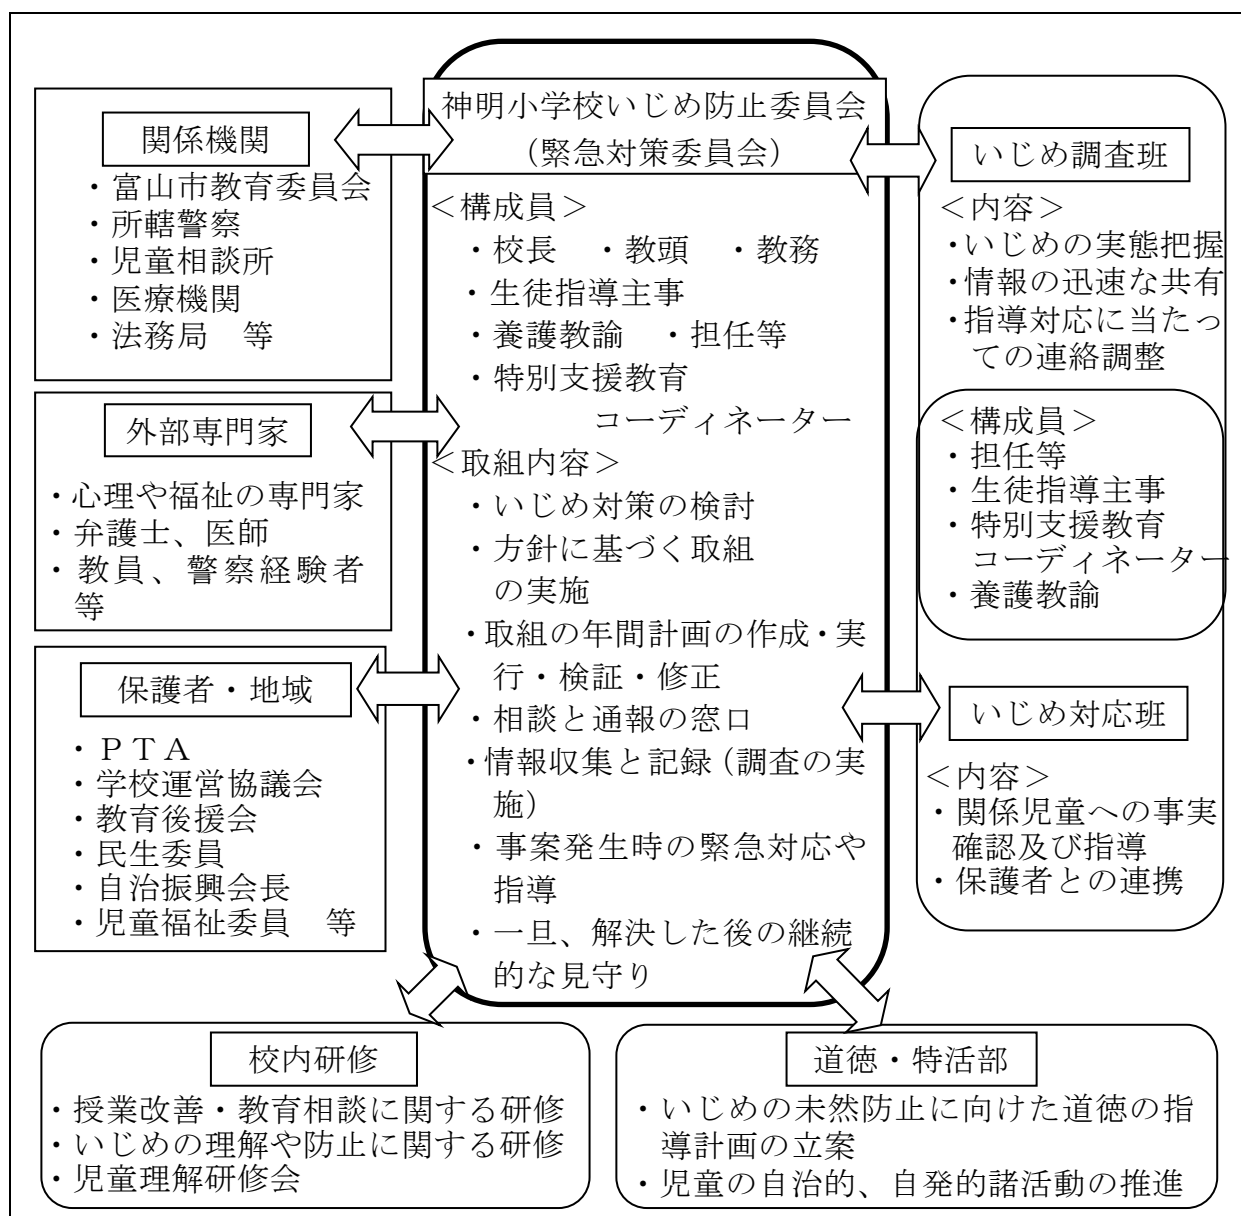 神明小学校いじめ防止委員会
（緊急対策委員会）
＜構成員＞
・校長　・教頭　・教務
・生徒指導主事
・養護教諭　・担任等
・特別支援教育
コーディネーター
＜取組内容＞
・いじめ対策の検討
・方針に基づく取組
の実施
・取組の年間計画の作成・実
行・検証・修正
・相談と通報の窓口
・情報収集と記録（調査の実
施）
・事案発生時の緊急対応や
指導
・一旦、解決した後の継続
的な見守り
関係機関
・富山市教育委員会
・所轄警察
・児童相談所
・医療機関
・法務局　等
外部専門家
・心理や福祉の専門家
・弁護士、医師
・教員、警察経験者
等
保護者・地域
・ＰＴＡ
・学校運営協議会
・教育後援会
・民生委員
・自治振興会長
・児童福祉委員　等
いじめ調査班
＜内容＞
・いじめの実態把握
・情報の迅速な共有
・指導対応に当たっ
ての連絡調整
＜構成員＞
・担任等
・生徒指導主事
・特別支援教育
コーディネーター
・養護教諭
いじめ対応班
＜内容＞
・関係児童への事実
確認及び指導
・保護者との連携
校内研修
・授業改善・教育相談に関する研修
・いじめの理解や防止に関する研修
・児童理解研修会
道徳・特活部
・いじめの未然防止に向けた道徳の指
導計画の立案
・児童の自治的、自発的諸活動の推進